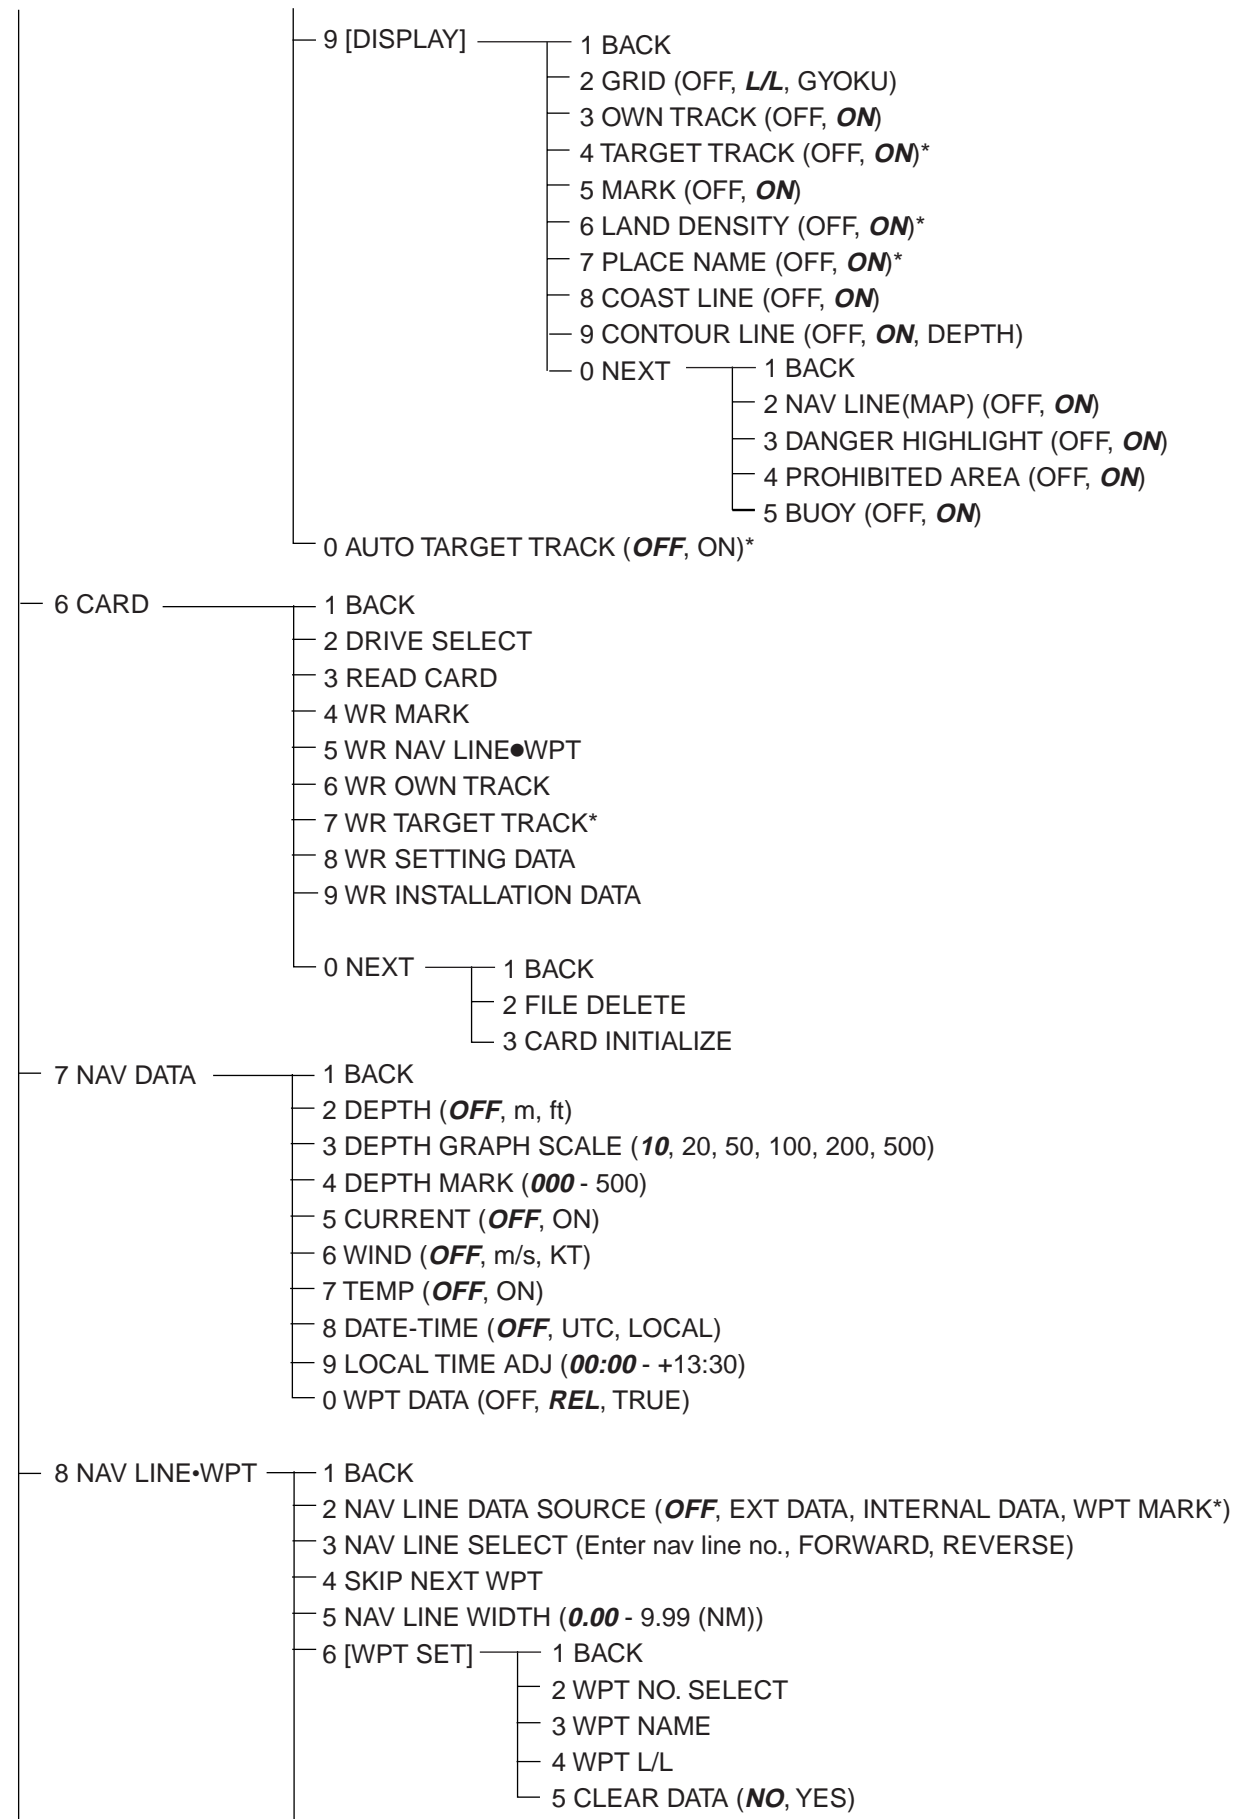 9 [DISPLAY]
1 BACK
2 GRID (OFF, L/L, GYOKU)
3 OWN TRACK (OFF, ON)
4 TARGET TRACK (OFF, ON)*
5 MARK (OFF, ON)
6 LAND DENSITY (OFF, ON)*
7 PLACE NAME (OFF, ON)*
8 COAST LINE (OFF, ON)
9 CONTOUR LINE (OFF, ON, DEPTH)
0 NEXT
1 BACK
2 NAV LINE(MAP) (OFF, ON)
3 DANGER HIGHLIGHT (OFF, ON)
4 PROHIBITED AREA (OFF, ON)
5 BUOY (OFF, ON)
0 AUTO TARGET TRACK (OFF, ON)*
6 CARD
1 BACK
2 DRIVE SELECT
3 READ CARD
4 WR MARK
5 WR NAV LINE●WPT
6 WR OWN TRACK
7 WR TARGET TRACK*
8 WR SETTING DATA
9 WR INSTALLATION DATA
0 NEXT
1 BACK
2 FILE DELETE
3 CARD INITIALIZE
7 NAV DATA
1 BACK
2 DEPTH (OFF, m, ft)
3 DEPTH GRAPH SCALE (10, 20, 50, 100, 200, 500)
4 DEPTH MARK (000 - 500)
5 CURRENT (OFF, ON)
6 WIND (OFF, m/s, KT)
7 TEMP (OFF, ON)
8 DATE-TIME (OFF, UTC, LOCAL)
9 LOCAL TIME ADJ (00:00 - +13:30)
0 WPT DATA (OFF, REL, TRUE)
8 NAV LINE•WPT
1 BACK
2 NAV LINE DATA SOURCE (OFF, EXT DATA, INTERNAL DATA, WPT MARK*)
3 NAV LINE SELECT (Enter nav line no., FORWARD, REVERSE)
4 SKIP NEXT WPT
5 NAV LINE WIDTH (0.00 - 9.99 (NM))
6 [WPT SET]
1 BACK
2 WPT NO. SELECT
3 WPT NAME
4 WPT L/L
5 CLEAR DATA (NO, YES)